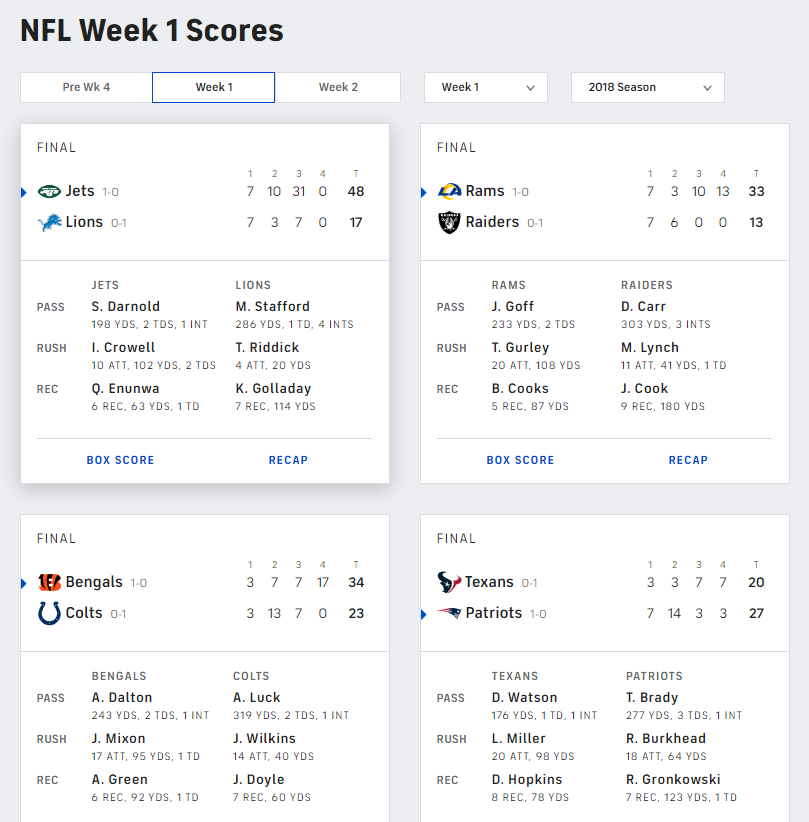 NFL Week 1 Scores
Pre Wk 4 Week 1 Week 2 Week 1 2018 Season
FINAL
1 2 3 4 T
Jets 1-0 7 10 31 0 48
Lions 0-1 7 3 7 0 17
JETS LIONS
PASS S. Darnold M. Stafford
198 YDS, 2 TDS, 1 INT 286 YDS, 1 TD, 4 INTS
RUSH I. Crowell T. Riddick
10 ATT, 102 YDS, 2 TDS 4 ATT, 20 YDS
REC Q. Enunwa K. Golladay
6 REC, 63 YDS, 1 TD 7 REC, 114 YDS
BOX SCORE RECAP
FINAL
1 2 3 4 T
Rams 1-0 7 3 10 13 33
Raiders 0-1 7 6 0 0 13
RAMS RAIDERS
PASS J. Goff D. Carr
233 YDS, 2 TDS 303 YDS, 3 INTS
RUSH T. Gurley M. Lynch
20 ATT, 108 YDS 11 ATT, 41 YDS, 1 TD
REC B. Cooks J. Cook
5 REC, 87 YDS 9 REC, 180 YDS
BOX SCORE RECAP
FINAL
1 2 3 4 T
Bengals 1-0 3 7 7 17 34
Colts 0-1 3 13 7 0 23
BENGALS COLTS
PASS A. Dalton A. Luck
243 YDS, 2 TDS, 1 INT 319 YDS, 2 TDS, 1 INT
RUSH J. Mixon J. Wilkins
17 ATT, 95 YDS, 1 TD 14 ATT, 40 YDS
REC A. Green J. Doyle
6 REC, 92 YDS, 1 TD 7 REC, 60 YDS
FINAL
1 2 3 4 T
Texans 0-1 3 3 7 7 20
Patriots 1-0 7 14 3 3 27
TEXANS PATRIOTS
PASS D. Watson T. Brady
176 YDS, 1 TD, 1 INT 277 YDS, 3 TDS, 1 INT
RUSH L. Miller R. Burkhead
20 ATT, 98 YDS 18 ATT, 64 YDS
REC D. Hopkins R. Gronkowski
8 REC, 78 YDS 7 REC, 123 YDS, 1 TD